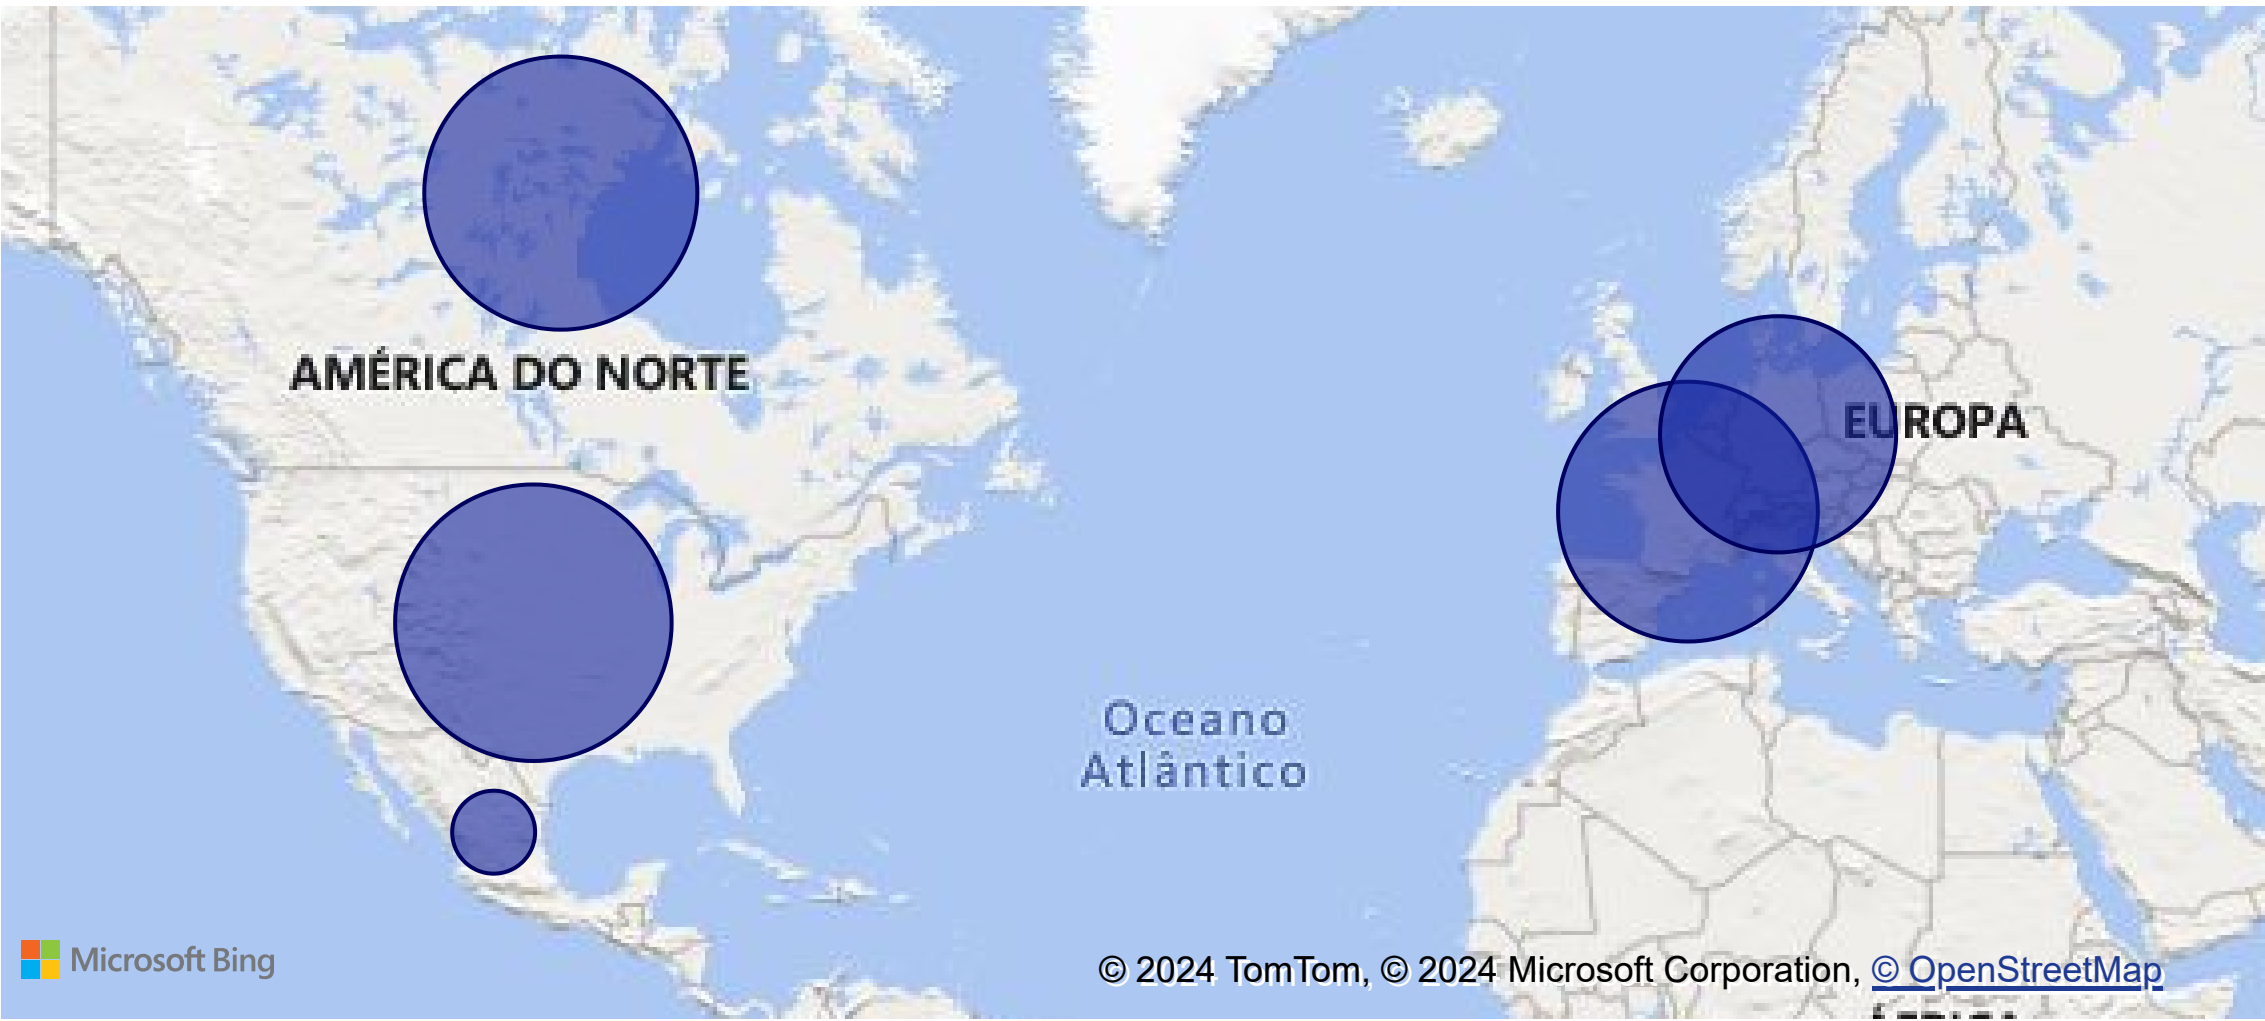 AMÉRICA DO NORTE
EUROPA
Oceano
Atlântico
Microsoft Bing
© 2024 TomTom, © 2024 Microsoft Corporation, © OpenStreetMap